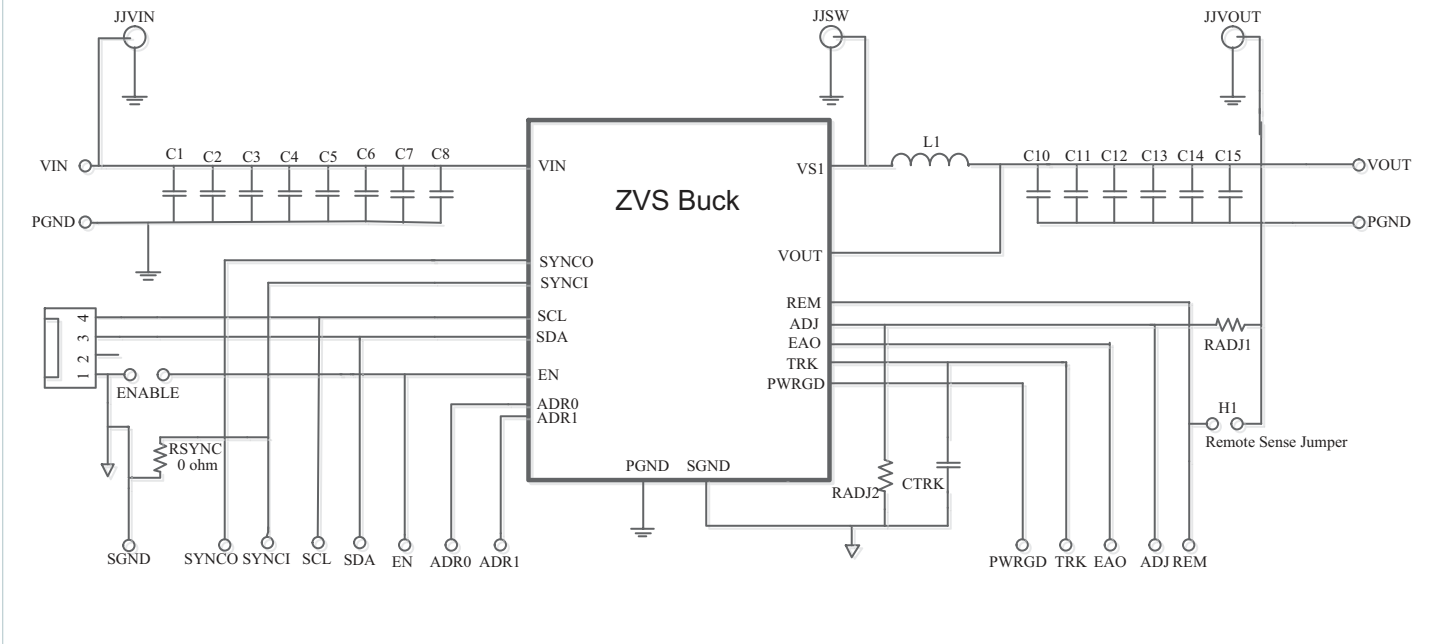 JJVIN
JJSW
JJVOUT
VIN
C1 C2 C3 C4 C5 C6 C7 C8
VIN
ZVS Buck
VS1
L1
C10 C11 C12 C13 C14 C15
VOUT
PGND
PGND
SYNCO
SYNCI
SCL
SDA
EN
ADR0
ADR1
VOUT
REM
ADJ
EAO
TRK
PWRGD
4
3
2
1
ENABLE
RSYNC
0 ohm
RADJ1
H1
Remote Sense Jumper
PGND SGND
RADJ2
CTRK
SGND SYNCO SYNCI SCL SDA EN ADR0 ADR1
PWRGD TRK EAO ADJ REM